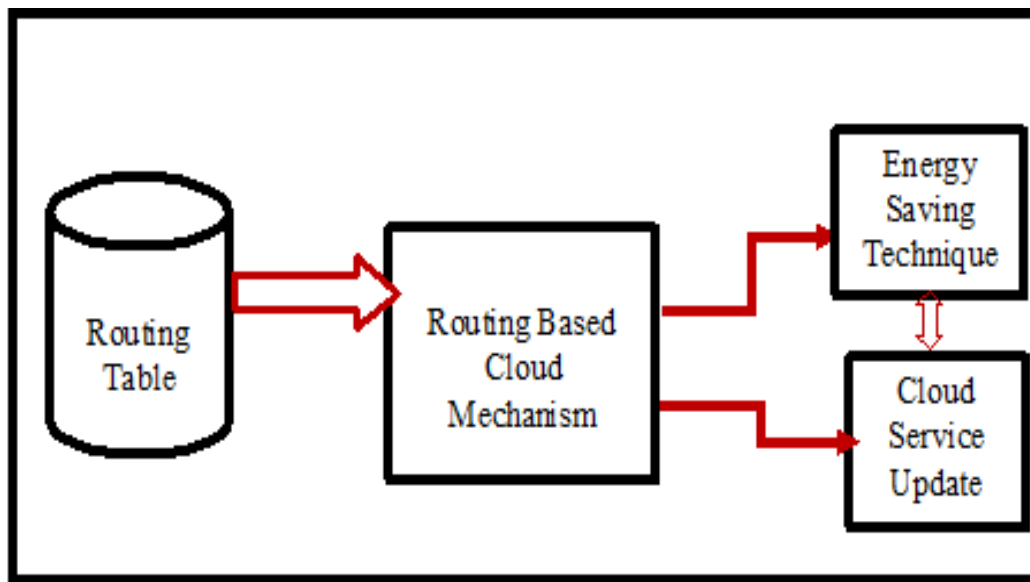 Routing
Table
Routing Based
Cloud
Mechanism
Energy
Saving
Technique
Cloud
Service
Update